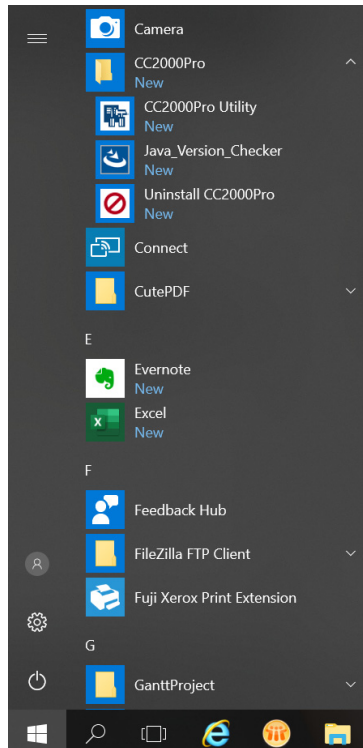 Camera
CC2000Pro
New
CC2000Pro Utility
New
Java_Version_Checker
New
Uninstall CC2000Pro
New
Connect
CutePDF
E
Evernote
New
Excel
New
F
Feedback Hub
FileZilla FTP Client
Fuji Xerox Print Extension
G
GanttProject